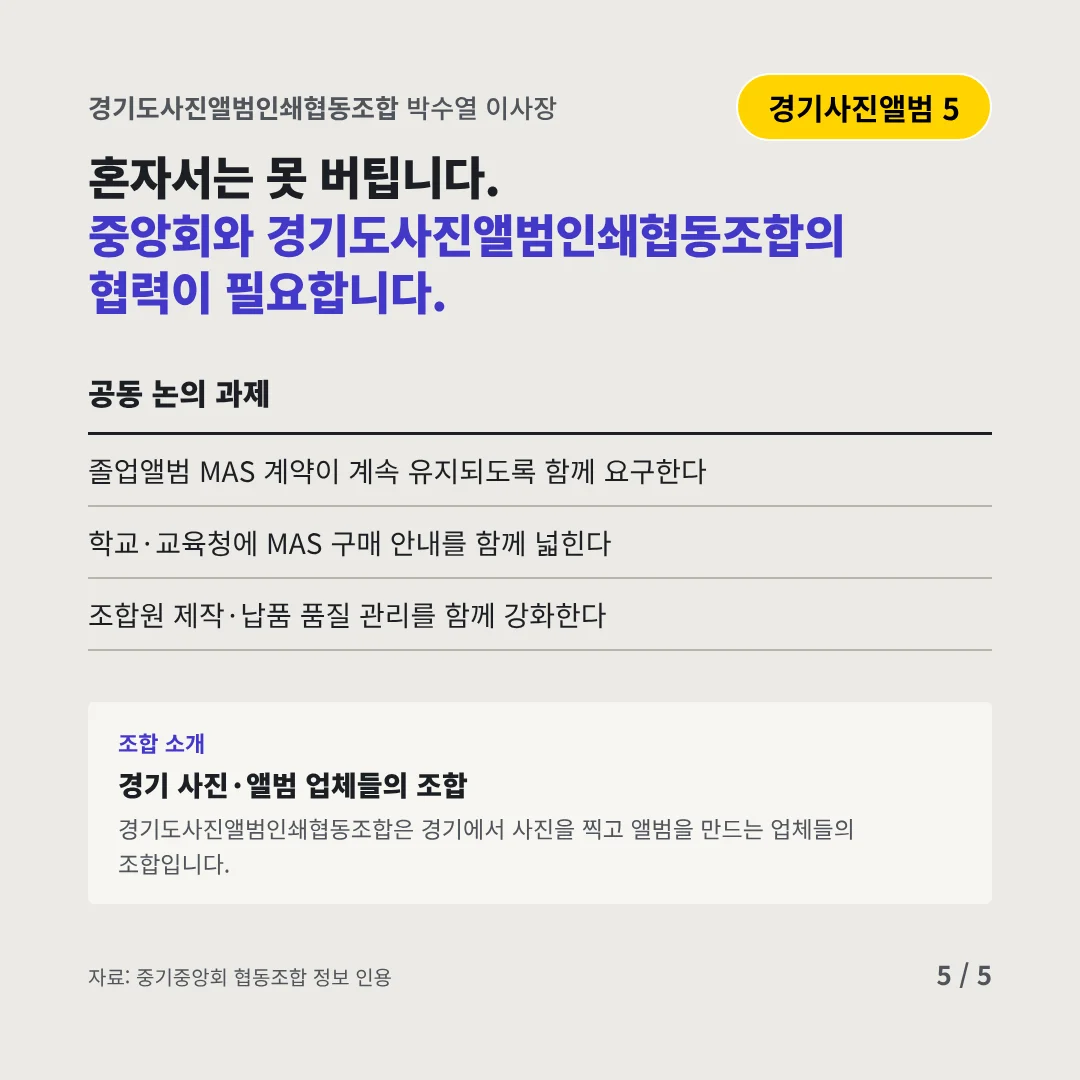 경기도사진앨범인쇄협동조합 박수열 이사장
경기사진앨범 5
혼자서는 못 버팁니다.
중앙회와 경기도사진앨범인쇄협동조합의
협력이 필요합니다.
공동 논의 과제
졸업앨범 MAS 계약이 계속 유지되도록 함께 요구한다
학교·교육청에 MAS 구매 안내를 함께 넓힌다
조합원 제작·납품 품질 관리를 함께 강화한다
조합 소개
경기 사진·앨범 업체들의 조합
경기도사진앨범인쇄협동조합은 경기에서 사진을 찍고 앨범을 만드는 업체들의
조합입니다.
자료: 중기중앙회 협동조합 정보 인용
5 / 5